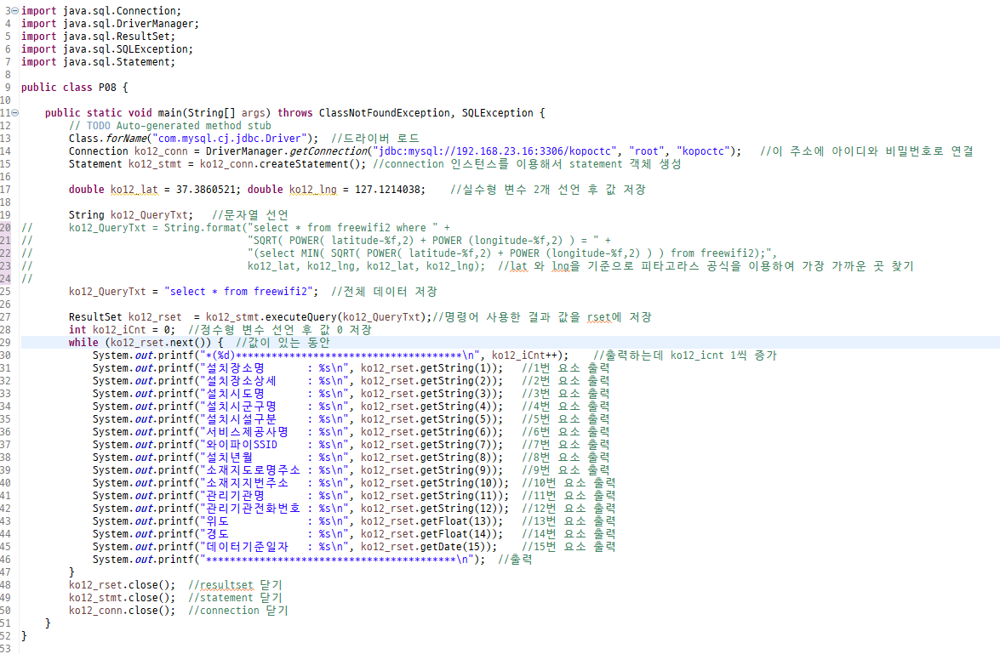 3 import java.sql.Connection;
4 import java.sql.DriverManager;
5 import java.sql.ResultSet;
6 import java.sql.SQLException;
7 import java.sql.Statement;
8
9 public class P08 {
10
11     public static void main(String[] args) throws ClassNotFoundException, SQLException {
12         // TODO Auto-generated method stub
13         Class.forName("com.mysql.cj.jdbc.Driver");  //드라이버 로드
14         Connection ko12_conn = DriverManager.getConnection("jdbc:mysql://192.168.23.16:3306/kopoctc", "root", "kopoctc");   //이 주소에 아이디와 비밀번호로 연결
15         Statement ko12_stmt = ko12_conn.createStatement(); //connection 인스턴스를 이용해서 statement 객체 생성
16
17         double ko12_lat = 37.3860521; double ko12_lng = 127.1214038;    //실수형 변수 2개 선언 후 값 저장
18
19         String ko12_QueryTxt;   //문자열 선언
20 //      ko12_QueryTxt = String.format("select * from freewifi2 where " +
21 //                                    "SQRT( POWER( latitude-%f,2) + POWER (longitude-%f,2) ) = " +
22 //                                    "(select MIN( SQRT( POWER( latitude-%f,2) + POWER (longitude-%f,2) ) ) from freewifi2);",
23 //                                    ko12_lat, ko12_lng, ko12_lat, ko12_lng);  //lat 와 lng을 기준으로 피타고라스 공식을 이용하여 가장 가까운 곳 찾기
24 //
25         ko12_QueryTxt = "select * from freewifi2";  //전체 데이터 저장
26
27         ResultSet ko12_rset  = ko12_stmt.executeQuery(ko12_QueryTxt);//명령어 사용한 결과 값을 rset에 저장
28         int ko12_iCnt = 0;  //정수형 변수 선언 후 값 0 저장
29         while (ko12_rset.next()) {  //값이 있는 동안
30             System.out.printf("*(%d)**************************************\n", ko12_iCnt++);    //출력하는데 ko12_icnt 1씩 증가
31             System.out.printf("설치장소명       : %s\n", ko12_rset.getString(1));   //1번 요소 출력
32             System.out.printf("설치장소상세     : %s\n", ko12_rset.getString(2));   //2번 요소 출력
33             System.out.printf("설치시도명       : %s\n", ko12_rset.getString(3));   //3번 요소 출력
34             System.out.printf("설치시군구명     : %s\n", ko12_rset.getString(4));   //4번 요소 출력
35             System.out.printf("설치시설구분     : %s\n", ko12_rset.getString(5));   //5번 요소 출력
36             System.out.printf("서비스제공사명   : %s\n", ko12_rset.getString(6));   //6번 요소 출력
37             System.out.printf("와이파이SSID     : %s\n", ko12_rset.getString(7));   //7번 요소 출력
38             System.out.printf("설치년월         : %s\n", ko12_rset.getString(8));   //8번 요소 출력
39             System.out.printf("소재지도로명주소 : %s\n", ko12_rset.getString(9));   //9번 요소 출력
40             System.out.printf("소재지지번주소   : %s\n", ko12_rset.getString(10));  //10번 요소 출력
41             System.out.printf("관리기관명       : %s\n", ko12_rset.getString(11));  //11번 요소 출력
42             System.out.printf("관리기관전화번호 : %s\n", ko12_rset.getString(12));  //12번 요소 출력
43             System.out.printf("위도             : %s\n", ko12_rset.getFloat(13));   //13번 요소 출력
44             System.out.printf("경도             : %s\n", ko12_rset.getFloat(14));   //14번 요소 출력
45             System.out.printf("데이터기준일자   : %s\n", ko12_rset.getDate(15));    //15번 요소 출력
46             System.out.printf("******************************************\n");  //출력
47         }
48         ko12_rset.close();  //resultset 닫기
49         ko12_stmt.close();  //statement 닫기
50         ko12_conn.close();  //connection 닫기
51     }
52 }
53